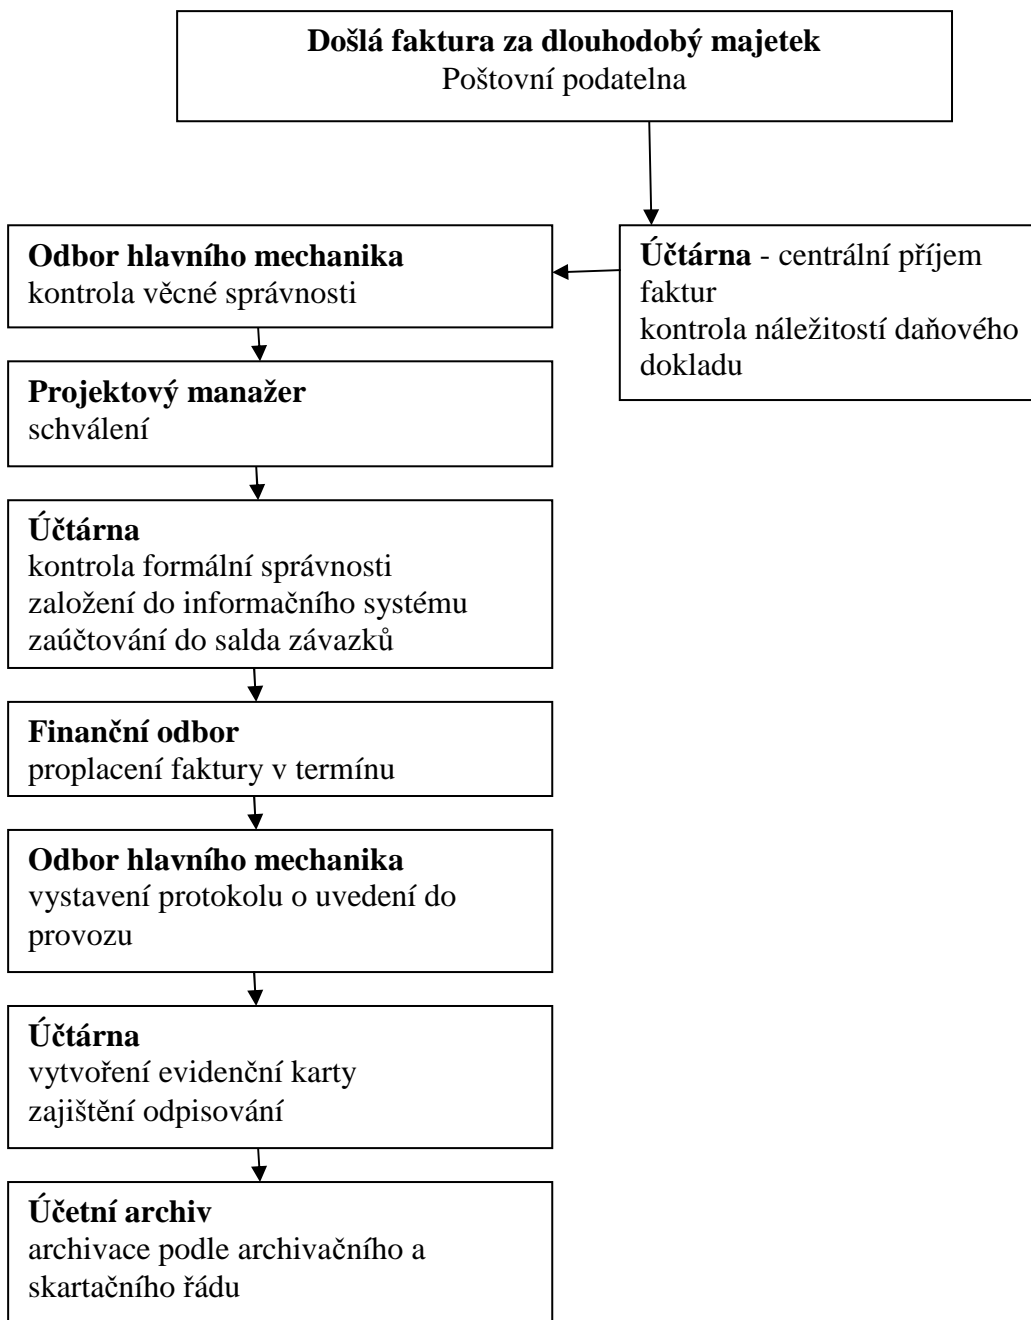 Došlá faktura za dlouhodobý majetek
Poštovní podatelna
Účtárna - centrální příjem
faktur
kontrola náležitostí daňového
dokladu
Odbor hlavního mechanika
kontrola věcné správnosti
Projektový manažer
schválení
Účtárna
kontrola formální správnosti
založení do informačního systému
zaúčtování do salda závazků
Finanční odbor
proplacení faktury v termínu
Odbor hlavního mechanika
vystavení protokolu o uvedení do
provozu
Účtárna
vytvoření evidenční karty
zajištění odpisování
Účetní archiv
archivace podle archivačního a
skartačního řádu